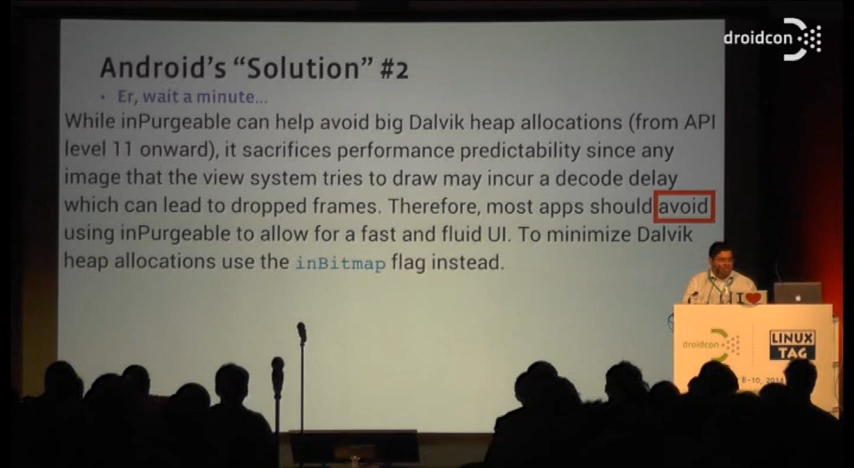 droidcon
Android's "Solution" #2
• Er, wait a minute...
While inPurgeable can help avoid big Dalvik heap allocations (from API
level 11 onward), it sacrifices performance predictability since any
image that the view system tries to draw may incur a decode delay
which can lead to dropped frames. Therefore, most apps should avoid
using inPurgeable to allow for a fast and fluid UI. To minimize Dalvik
heap allocations use the inBitmap flag instead.
I
droidcon
LINUX
TAG
8-10, 2014